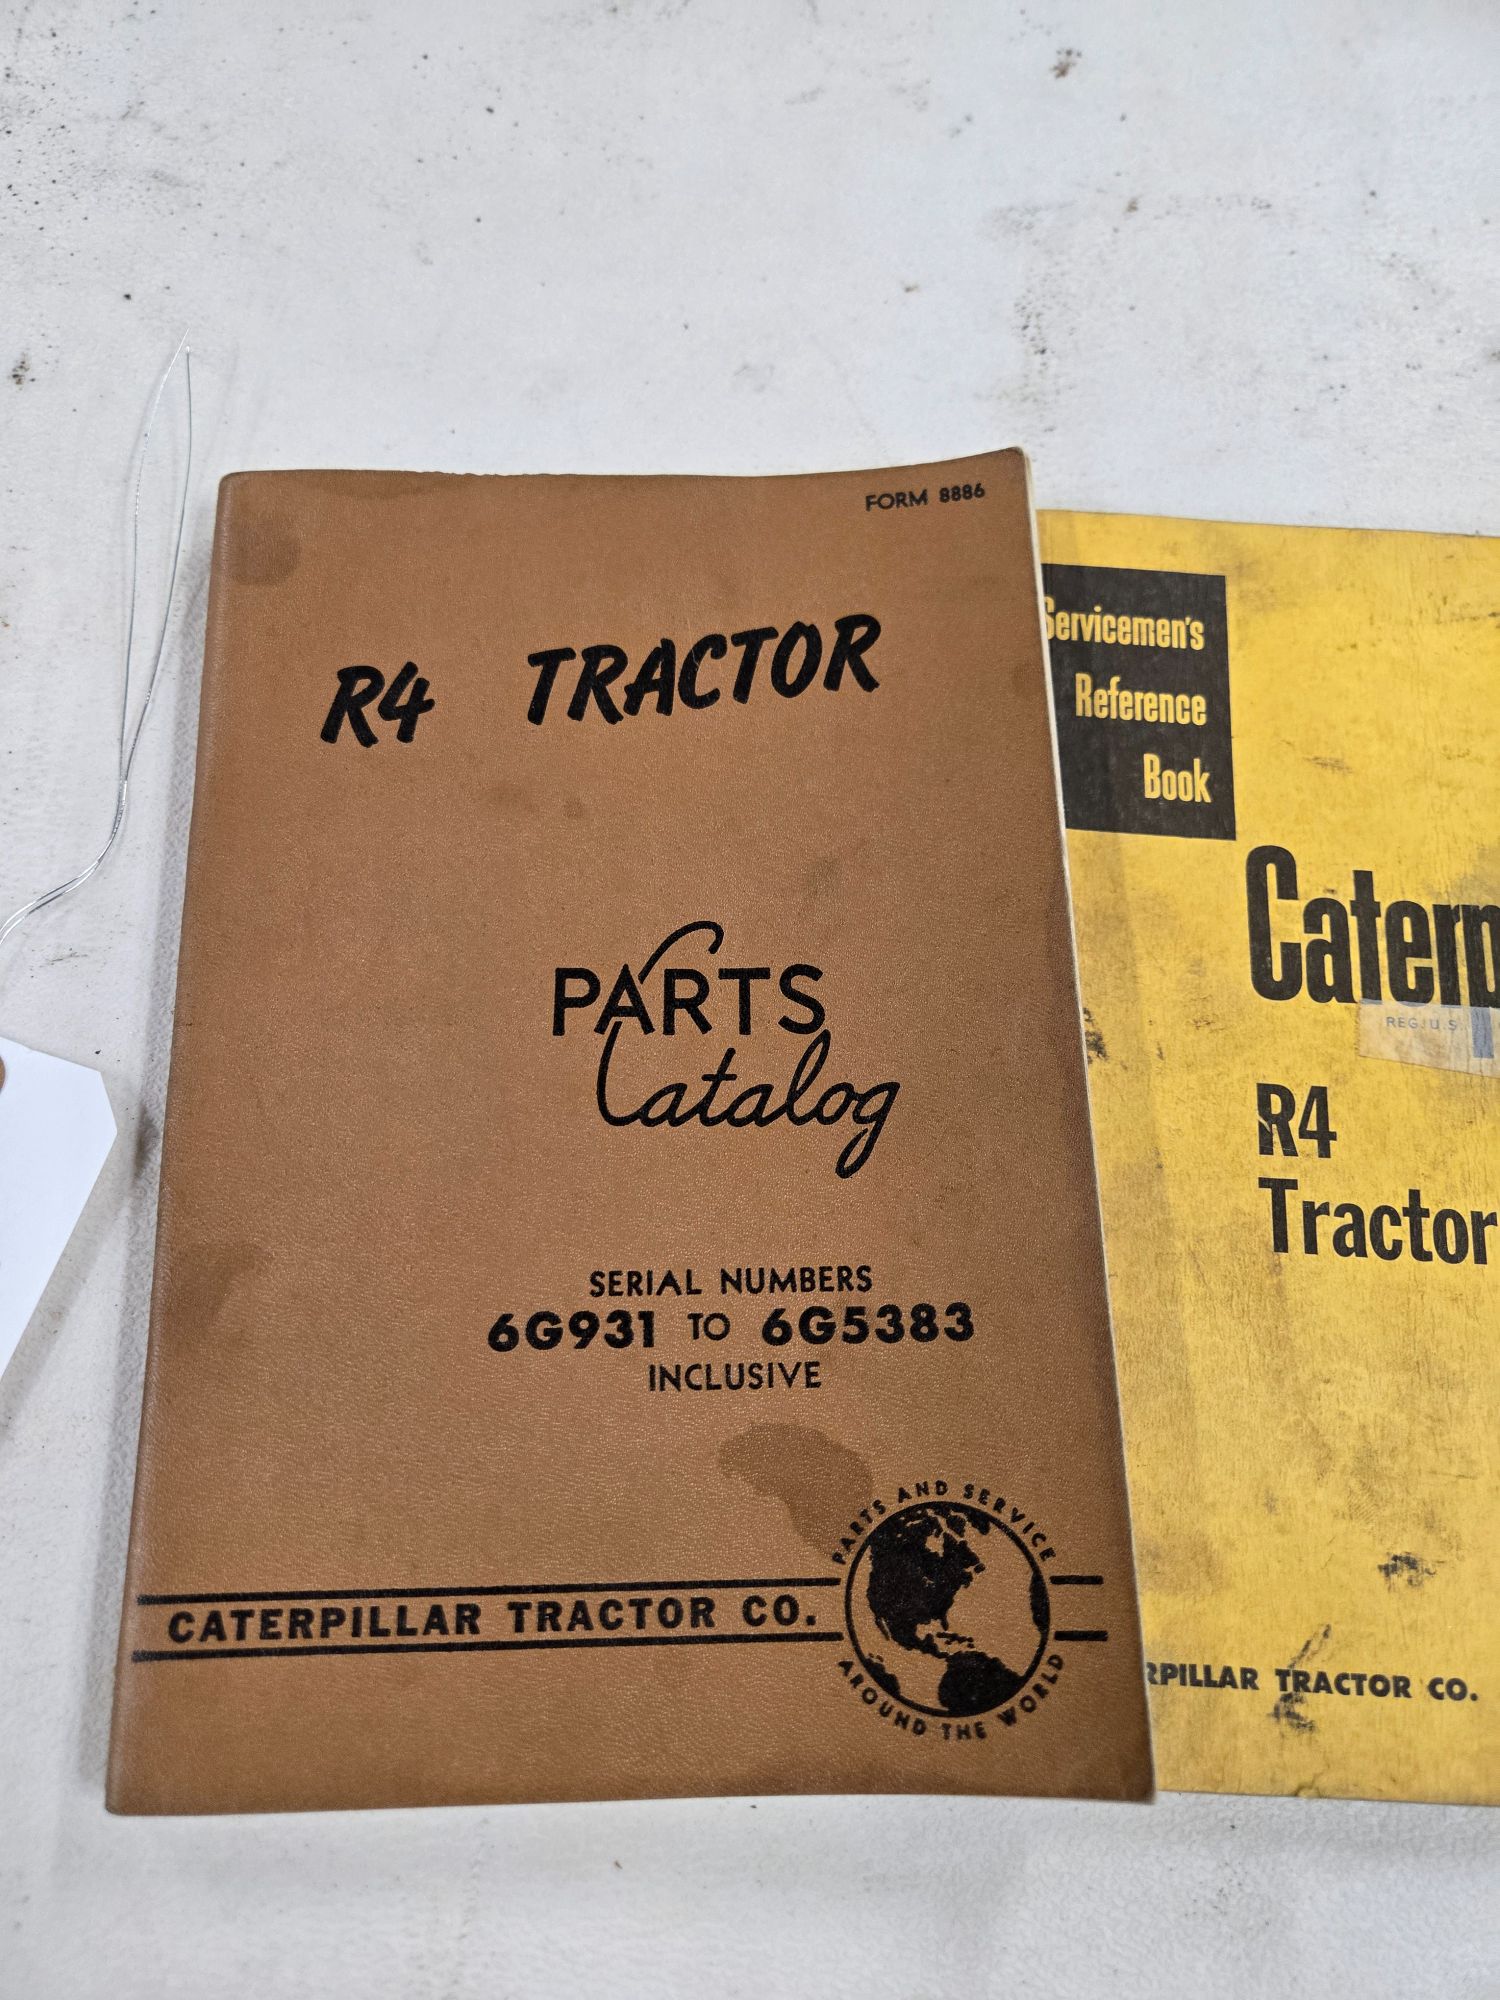 FORM 8886
R4 TRACTOR
PARTS
Catalog
SERIAL NUMBERS
6G931 TO 6G5383
INCLUSIVE
PARTS AND SERVICE
AROUND THE WORLD
CATERPILLAR TRACTOR CO.
Servicemen's
Reference
Book
Caterp
REG. U.S.
R4
Tractor
RPILLAR TRACTOR CO.